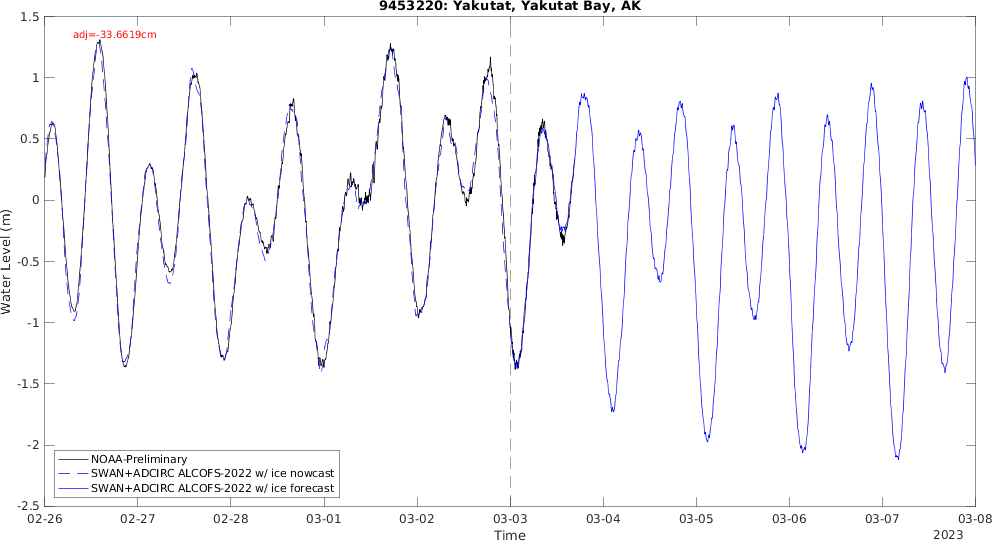 9453220: Yakutat, Yakutat Bay, AK
adj=-33.6619cm
1.5
1
0.5
0
-0.5
-1
-1.5
-2
-2.5
Water Level (m)
NOAA-Preliminary
SWAN+ADCIRC ALCOFS-2022 w/ ice nowcast
SWAN+ADCIRC ALCOFS-2022 w/ ice forecast
02-26 02-27 02-28 03-01 03-02 03-03 03-04 03-05 03-06 03-07 03-08
Time
2023